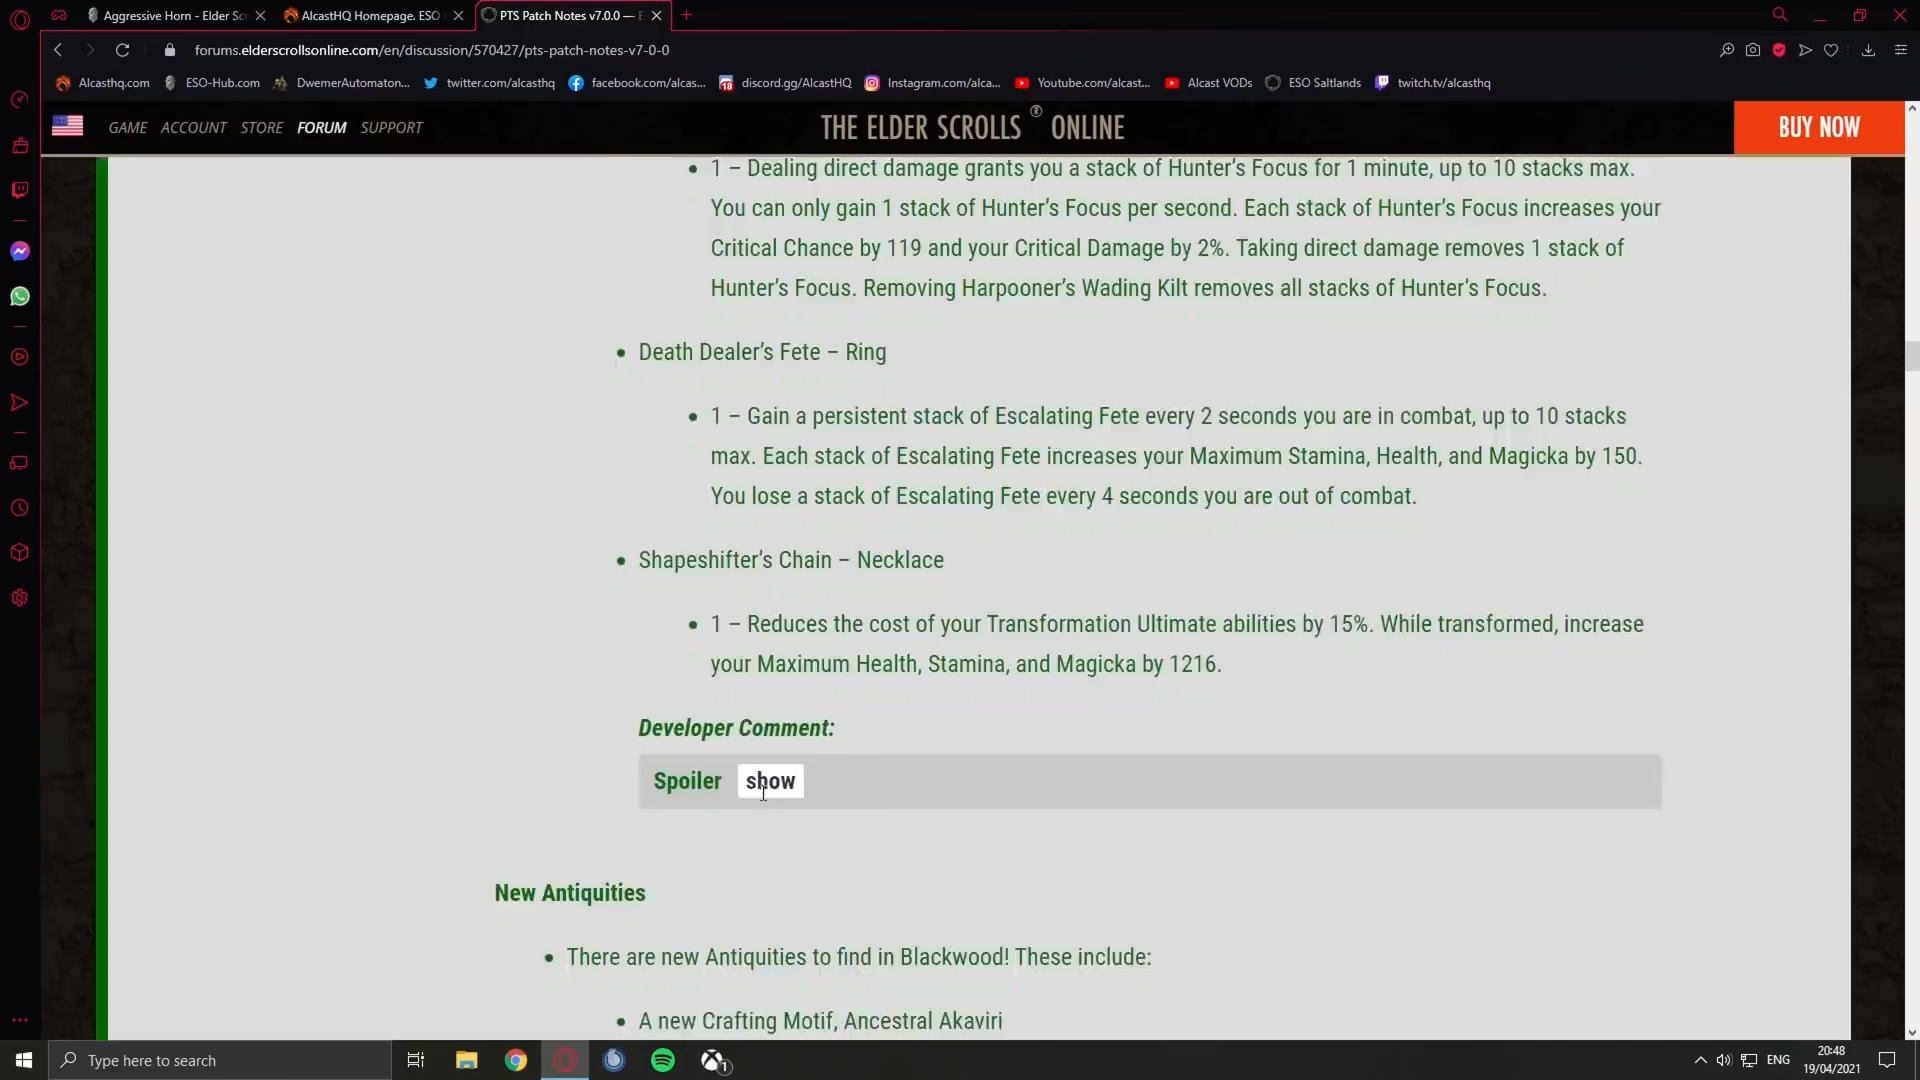 Aggressive Horn - Elder Sc
AlcastHQ Homepage. ESO
PTS Patch Notes v7.0.0 — E
forums.elderscrollsonline.com/en/discussion/570427/pts-patch-notes-v7-0-0
Alcasthq.com
ESO-Hub.com
DwemerAutomaton...
twitter.com/alcasthq
facebook.com/alcas...
18
discord.gg/AlcastHQ
Instagram.com/alca...
Youtube.com/alcast...
Alcast VODs
ESO Saltlands
twitch.tv/alcasthq
GAME ACCOUNT STORE FORUM SUPPORT
THE ELDER SCROLLS ® ONLINE
BUY NOW
1 – Dealing direct damage grants you a stack of Hunter's Focus for 1 minute, up to 10 stacks max.
You can only gain 1 stack of Hunter's Focus per second. Each stack of Hunter's Focus increases your
Critical Chance by 119 and your Critical Damage by 2%. Taking direct damage removes 1 stack of
Hunter's Focus. Removing Harpooner's Wading Kilt removes all stacks of Hunter's Focus.
Death Dealer's Fete – Ring
1 – Gain a persistent stack of Escalating Fete every 2 seconds you are in combat, up to 10 stacks
max. Each stack of Escalating Fete increases your Maximum Stamina, Health, and Magicka by 150.
You lose a stack of Escalating Fete every 4 seconds you are out of combat.
Shapeshifter's Chain – Necklace
1 – Reduces the cost of your Transformation Ultimate abilities by 15%. While transformed, increase
your Maximum Health, Stamina, and Magicka by 1216.
Developer Comment:
Spoiler show
New Antiquities
There are new Antiquities to find in Blackwood! These include:
A new Crafting Motif, Ancestral Akaviri
Type here to search
1
ENG
20:48
19/04/2021